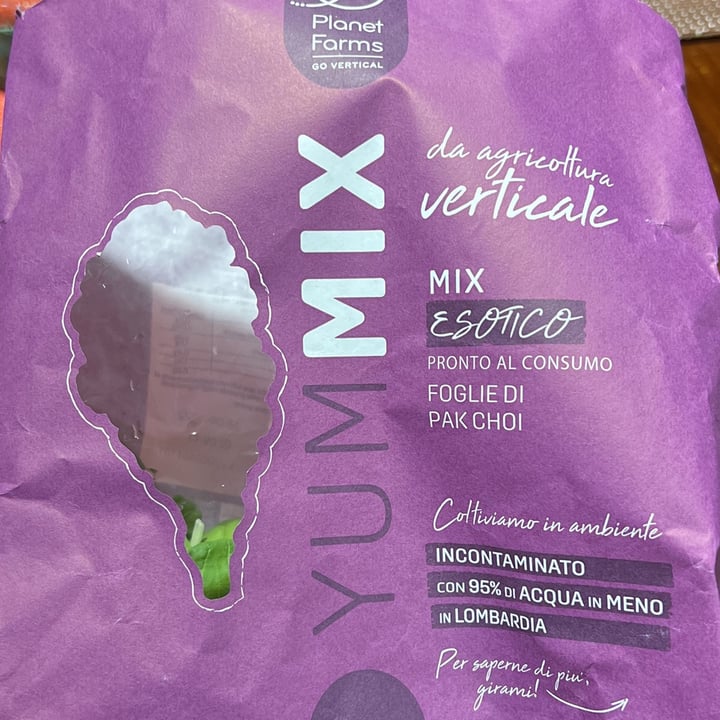 Planet
Farms
GO VERTICAL
YUMMIX
da agricoltura
verticale
MIX
ESOTICO
PRONTO AL CONSUMO
FOGLIE DI
PAK CHOI
Coltiviamo in ambiente
INCONTAMINATO
CON 95% DI ACQUA IN MENO
IN LOMBARDIA
Per saperne di piu',
girami!